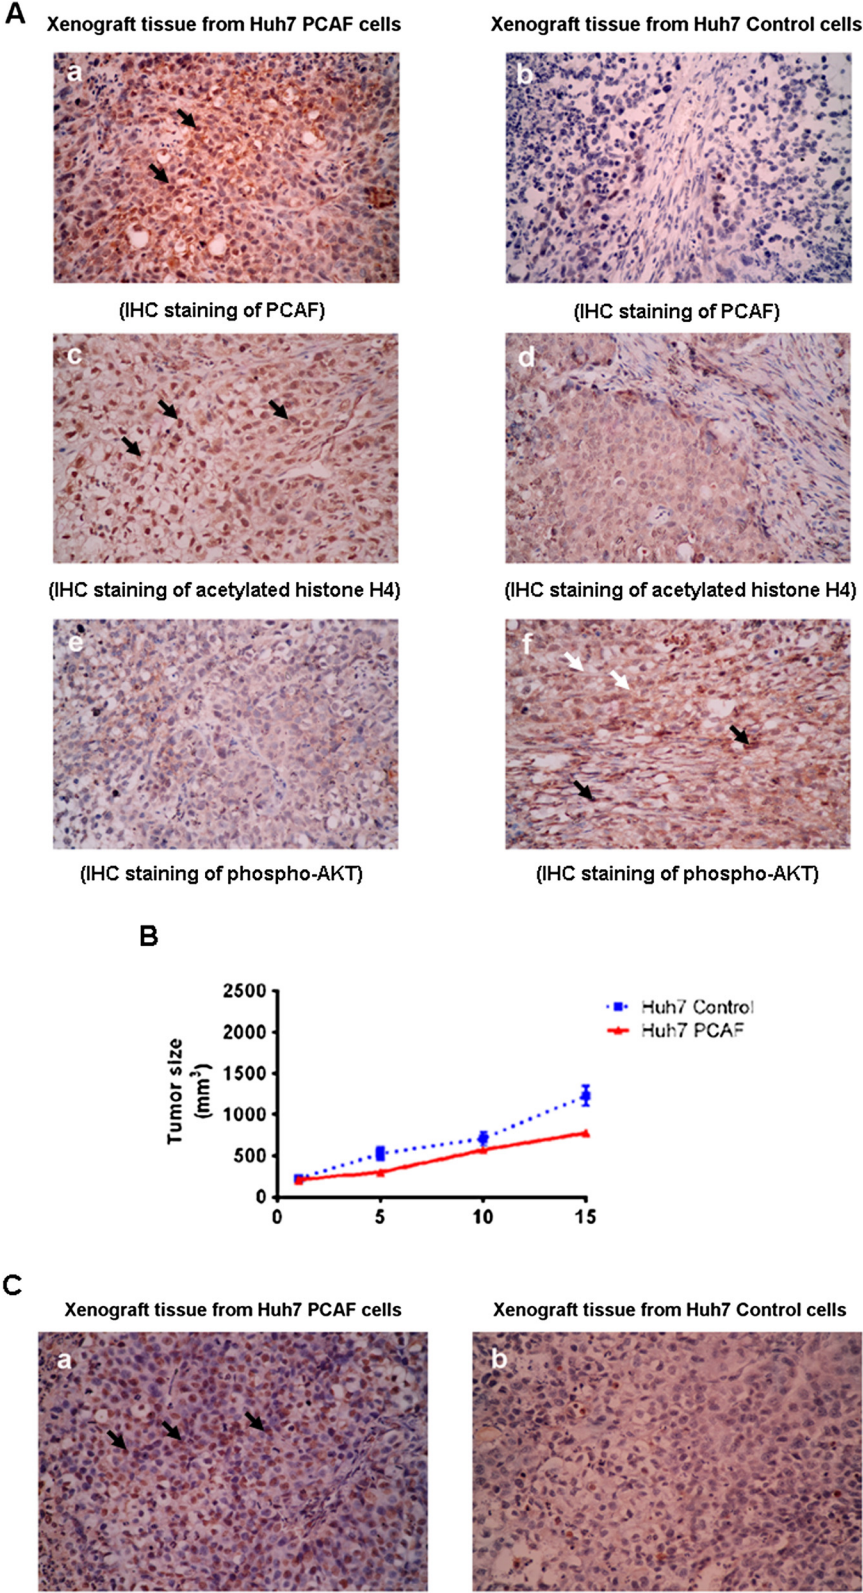 A
Xenograft tissue from Huh7 PCAF cells
Xenograft tissue from Huh7 Control cells
a
b
(IHC staining of PCAF)
(IHC staining of PCAF)
c
d
(IHC staining of acetylated histone H4)
(IHC staining of acetylated histone H4)
e
f
(IHC staining of phospho-AKT)
(IHC staining of phospho-AKT)
B
Tumor size
(mm³)
2500
2000
1500
1000
500
0
0 5 10 15
Huh7 Control
Huh7 PCAF
C
Xenograft tissue from Huh7 PCAF cells
Xenograft tissue from Huh7 Control cells
a
b